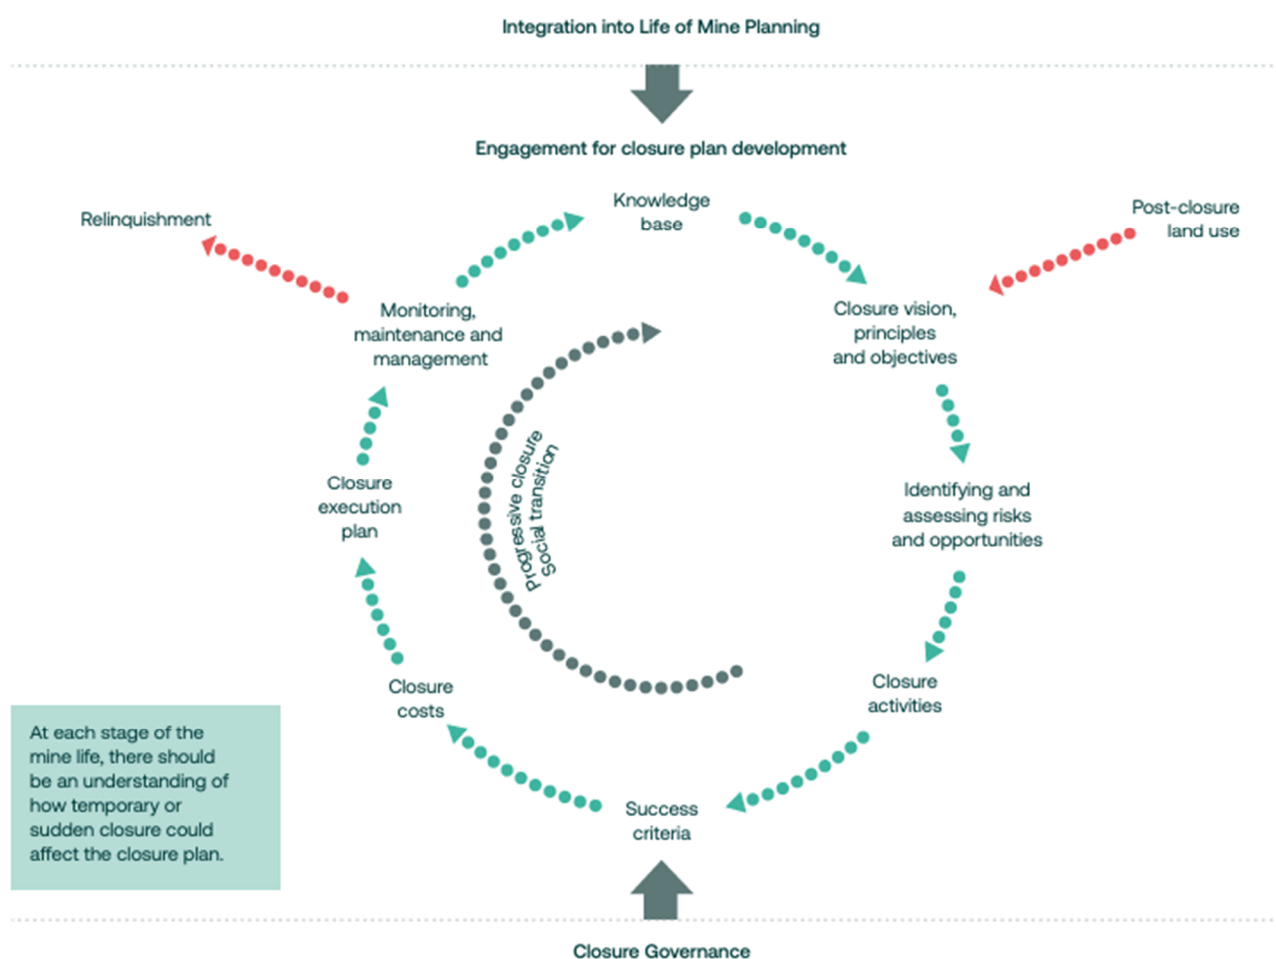 Integration into Life of Mine Planning
Engagement for closure plan development
Knowledge
base
Relinquishment
Post-closure
land use
Monitoring,
maintenance and
management
Closure vision,
principles
and objectives
Progressive closure
Social transition
Closure
execution
plan
Identifying and
assessing risks
and opportunities
Closure
costs
Closure
activities
Success
criteria
At each stage of the
mine life, there should
be an understanding of
how temporary or
sudden closure could
affect the closure plan.
Closure Governance